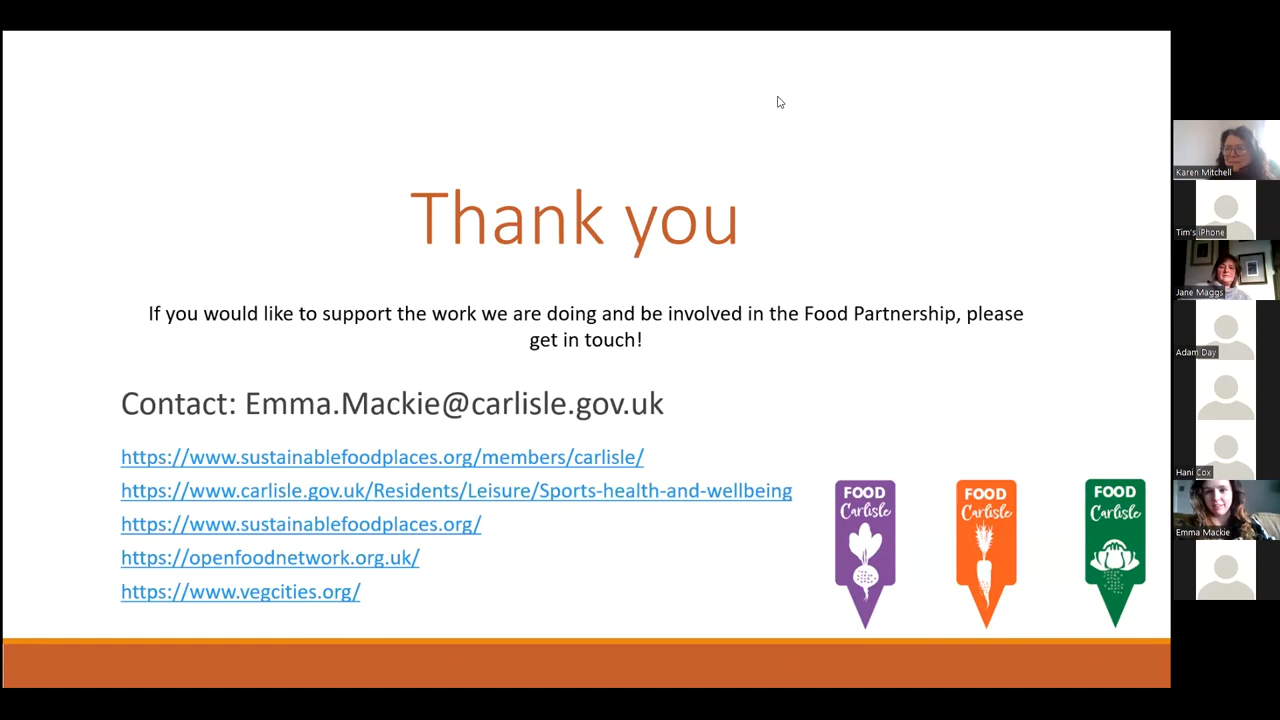 Thank you
If you would like to support the work we are doing and be involved in the Food Partnership, please
get in touch!
Contact: Emma.Mackie@carlisle.gov.uk
https://www.sustainablefoodplaces.org/members/carlisle/
https://www.carlisle.gov.uk/Residents/Leisure/Sports-health-and-wellbeing
https://www.sustainablefoodplaces.org/
https://openfoodnetwork.org.uk/
https://www.vegcities.org/
FOOD
Carlisle
FOOD
Carlisle
FOOD
Carlisle
Karen Mitchell
Tim's iPhone
Jane Maggs
Adam Day
Hani Cox
Emma Mackie